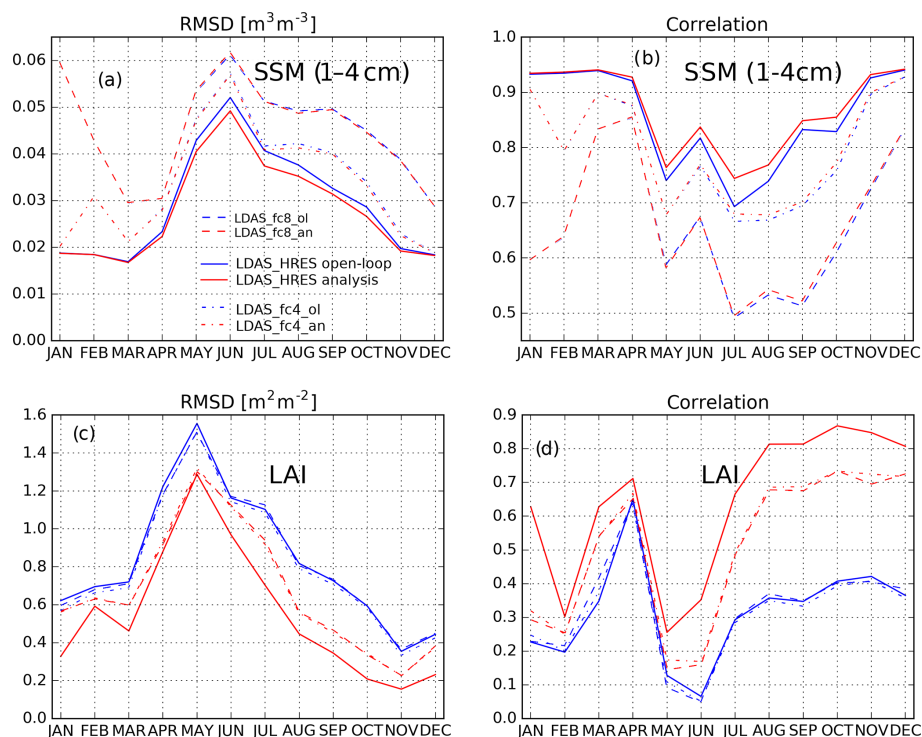 RMSD [m³m⁻³]
0.06
0.05
0.04
0.03
0.02
0.01
0.00
(a)
SSM (1–4cm)
LDAS_fc8_ol
LDAS_fc8_an
LDAS_HRES open-loop
LDAS_HRES analysis
LDAS_fc4_ol
LDAS_fc4_an
JAN FEB MAR APR MAY JUN JUL AUG SEP OCT NOV DEC
Correlation
1.0
0.9
0.8
0.7
0.6
0.5
(b)
SSM (1-4cm)
JAN FEB MAR APR MAY JUN JUL AUG SEP OCT NOV DEC
RMSD [m²m⁻²]
1.6
1.4
1.2
1.0
0.8
0.6
0.4
0.2
0.0
(c)
LAI
JAN FEB MAR APR MAY JUN JUL AUG SEP OCT NOV DEC
Correlation
0.9
0.8
0.7
0.6
0.5
0.4
0.3
0.2
0.1
0.0
(d)
LAI
JAN FEB MAR APR MAY JUN JUL AUG SEP OCT NOV DEC